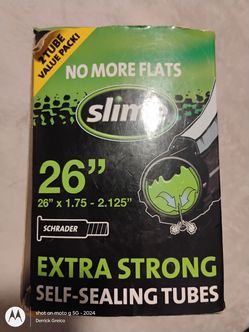 2 TUBE
VALUE PACK!
NO MORE FLATS
slime
26"
26" x 1.75 - 2.125"
SCHRADER
EXTRA STRONG
SELF-SEALING TUBES
shot on moto g 5G - 2024
Derrick Greico